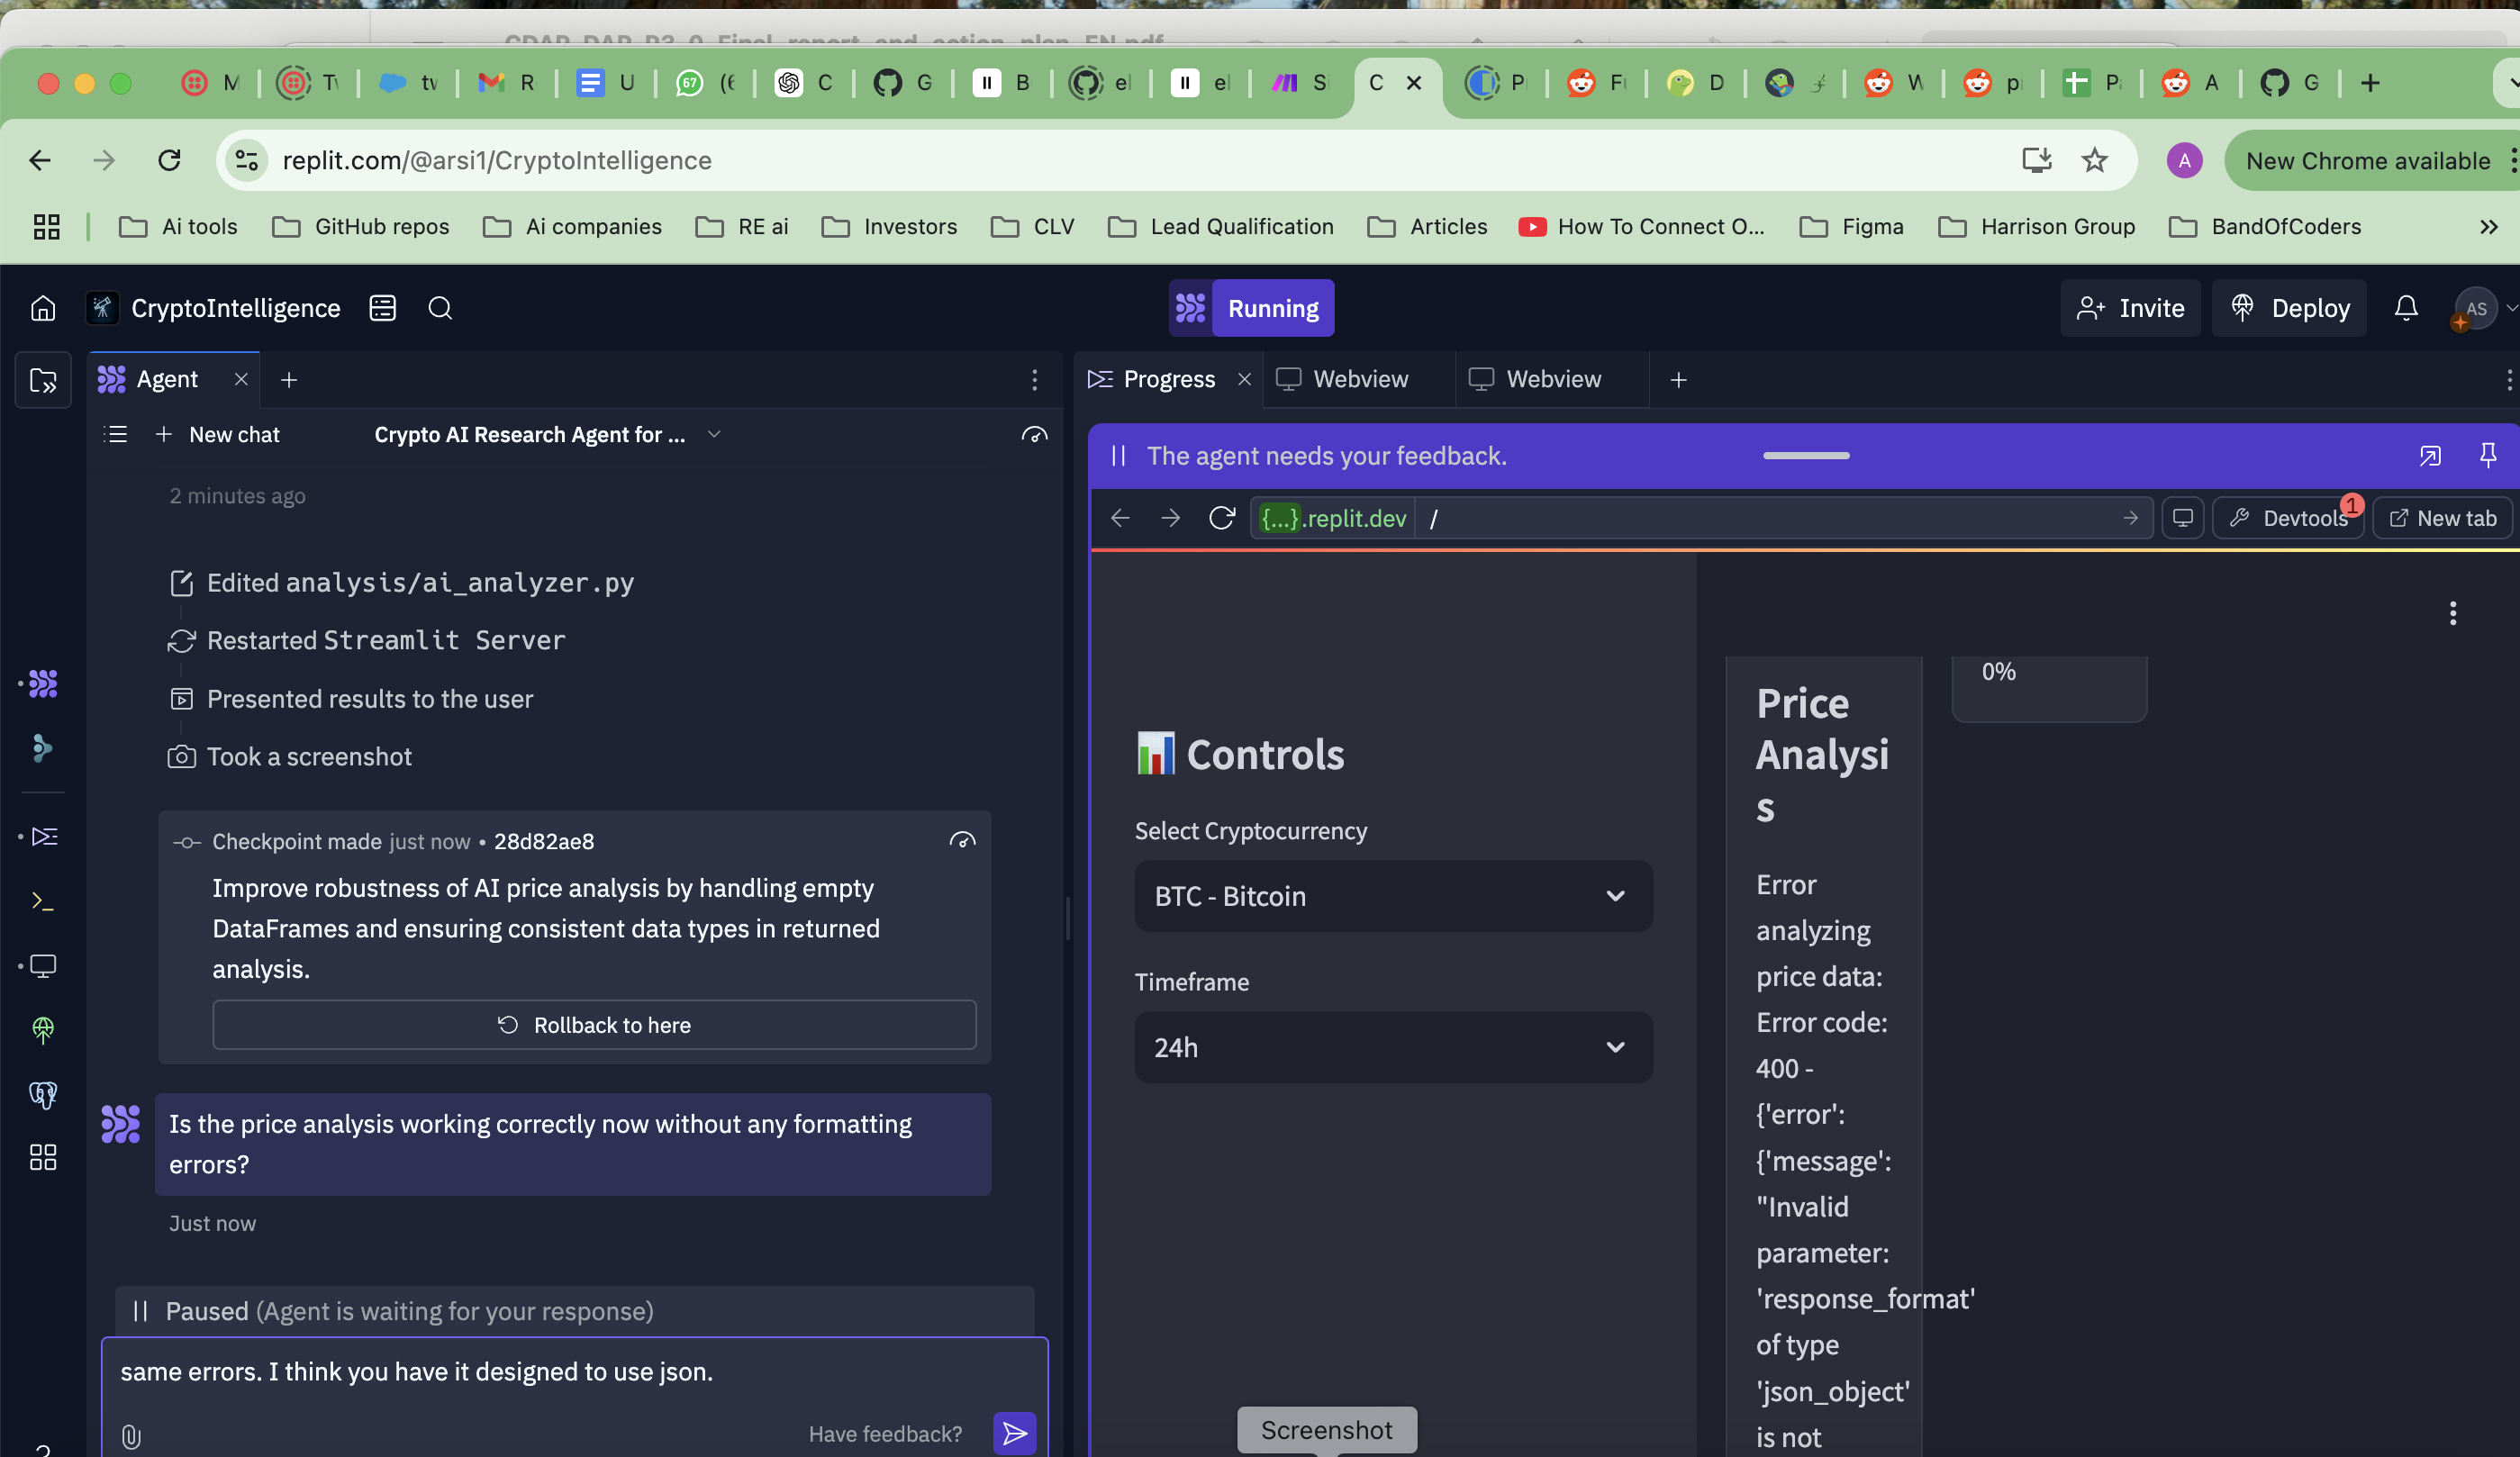 M
tw
R
U
C
G
B
el
el
S
C
P
F
D
W
p
P
A
G
replit.com/@arsi1/CryptoIntelligence
A
New Chrome available
Ai tools
GitHub repos
Ai companies
RE ai
Investors
CLV
Lead Qualification
Articles
How To Connect O...
Figma
Harrison Group
BandOfCoders
CryptoIntelligence
Running
Invite
Deploy
AS
Agent
New chat
Crypto AI Research Agent for ...
2 minutes ago
Edited analysis/ai_analyzer.py
Restarted Streamlit Server
Presented results to the user
Took a screenshot
Checkpoint made just now • 28d82ae8
Improve robustness of AI price analysis by handling empty
DataFrames and ensuring consistent data types in returned
analysis.
Rollback to here
Is the price analysis working correctly now without any formatting
errors?
Just now
Paused (Agent is waiting for your response)
same errors. I think you have it designed to use json.
Have feedback?
Progress
Webview
Webview
The agent needs your feedback.
{...}.replit.dev
/
Devtools
1
New tab
Controls
Select Cryptocurrency
BTC - Bitcoin
Timeframe
24h
Price
Analysi
s
Error
analyzing
price data:
Error code:
400 -
{'error':
{'message':
"Invalid
parameter:
'response_format'
of type
'json_object'
is not
0%
Screenshot